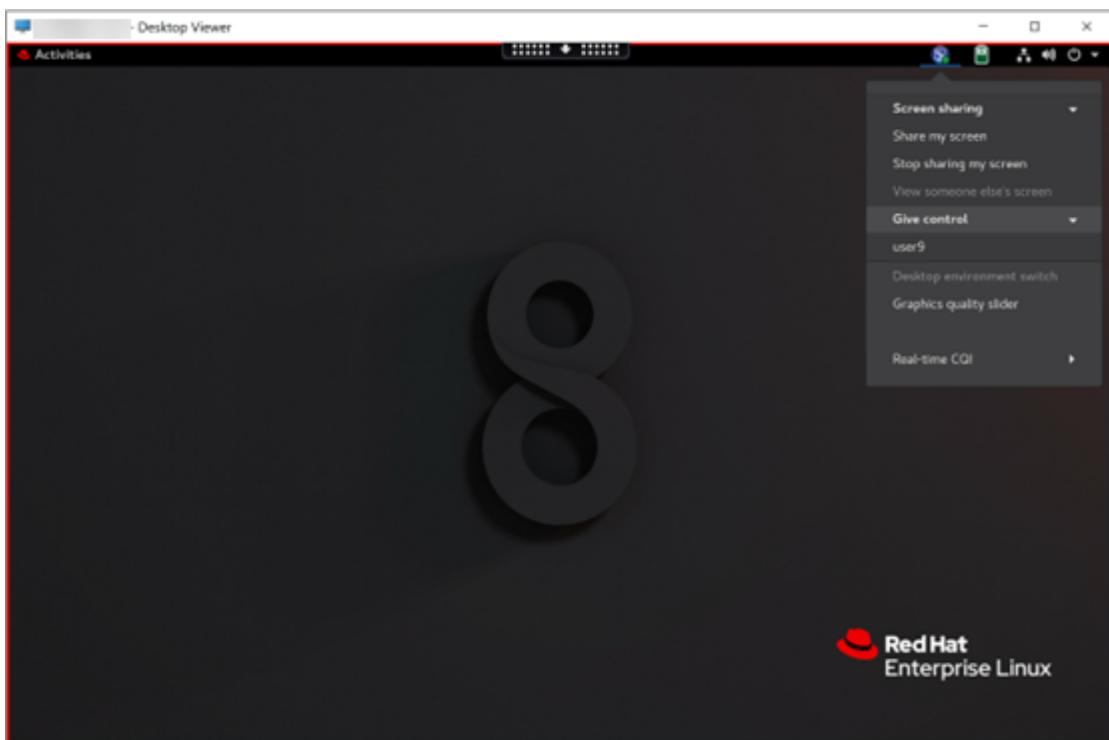 - Desktop Viewer
Activities
Screen sharing
Share my screen
Stop sharing my screen
View someone else's screen
Give control
user9
Desktop environment switch
Graphics quality slider
Real-time CQI
8
Red Hat
Enterprise Linux